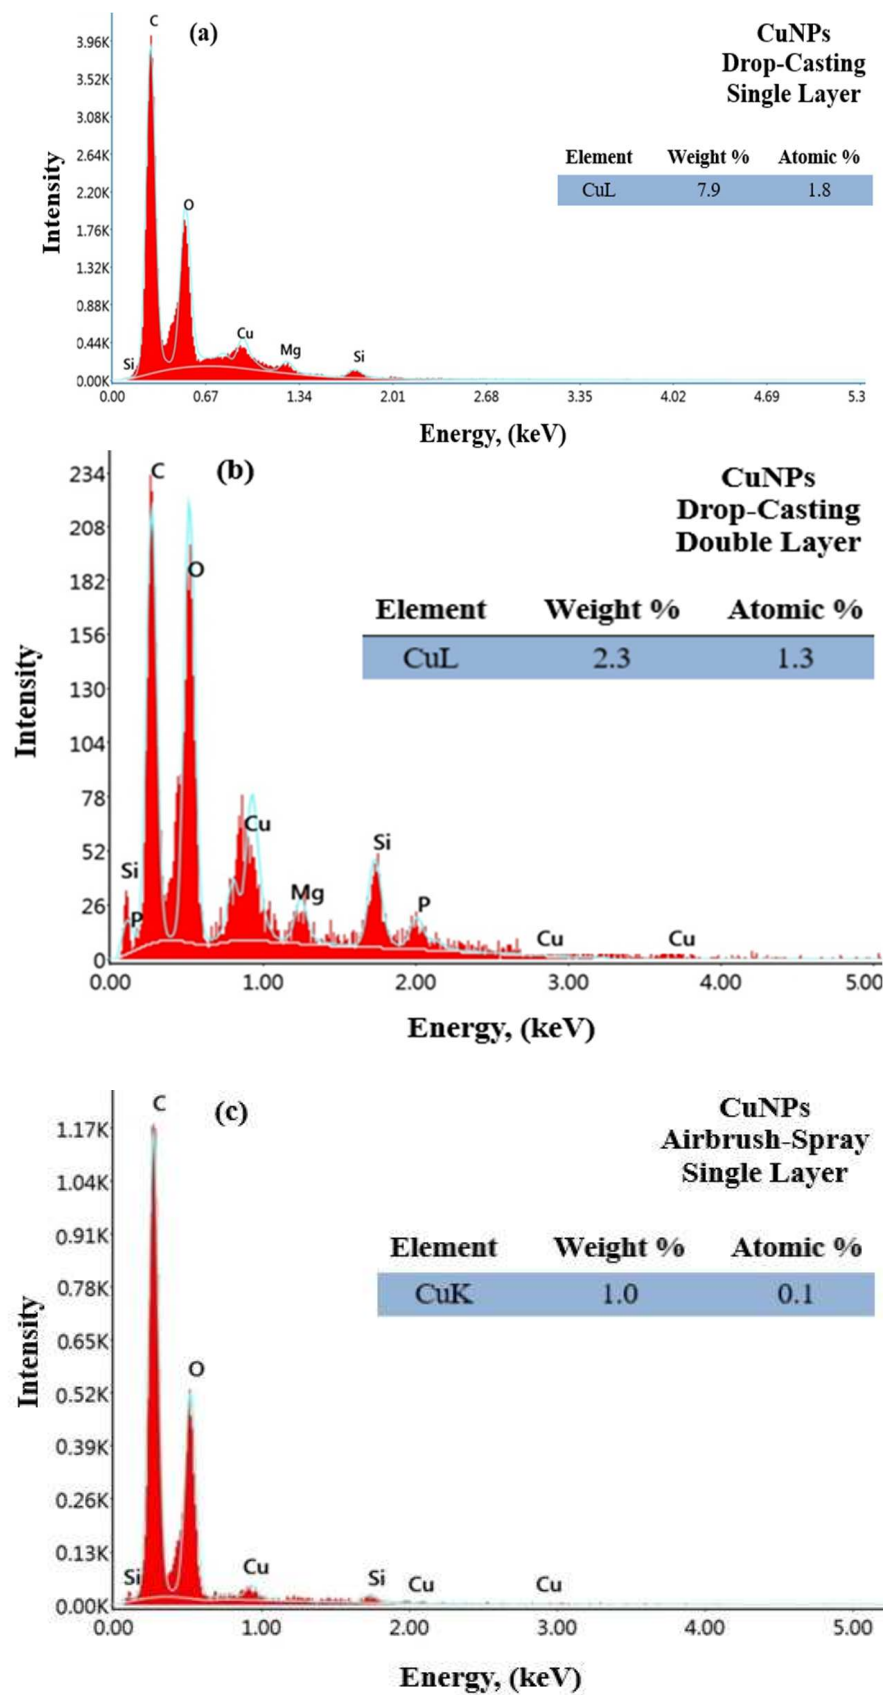 C
(a)
CuNPs
Drop-Casting
Single Layer
Element Weight % Atomic %
CuL 7.9 1.8
Intensity
3.96K
3.52K
3.08K
2.64K
2.20K
1.76K
1.32K
0.88K
0.44K
0.00K
O
Si
Cu
Mg
Si
0.00 0.67 1.34 2.01 2.68 3.35 4.02 4.69 5.3
Energy, (keV)
C
(b)
CuNPs
Drop-Casting
Double Layer
Element Weight % Atomic %
CuL 2.3 1.3
Intensity
234
208
182
156
130
104
78
52
26
0
O
Si
P
Cu
Mg
Si
P
Cu
Cu
0.00 1.00 2.00 3.00 4.00 5.00
Energy, (keV)
C
(c)
CuNPs
Airbrush-Spray
Single Layer
Element Weight % Atomic %
CuK 1.0 0.1
Intensity
1.17K
1.04K
0.91K
0.78K
0.65K
0.52K
0.39K
0.26K
0.13K
0.00K
O
Si
Cu
Si
Cu
Cu
0.00 1.00 2.00 3.00 4.00 5.00
Energy, (keV)